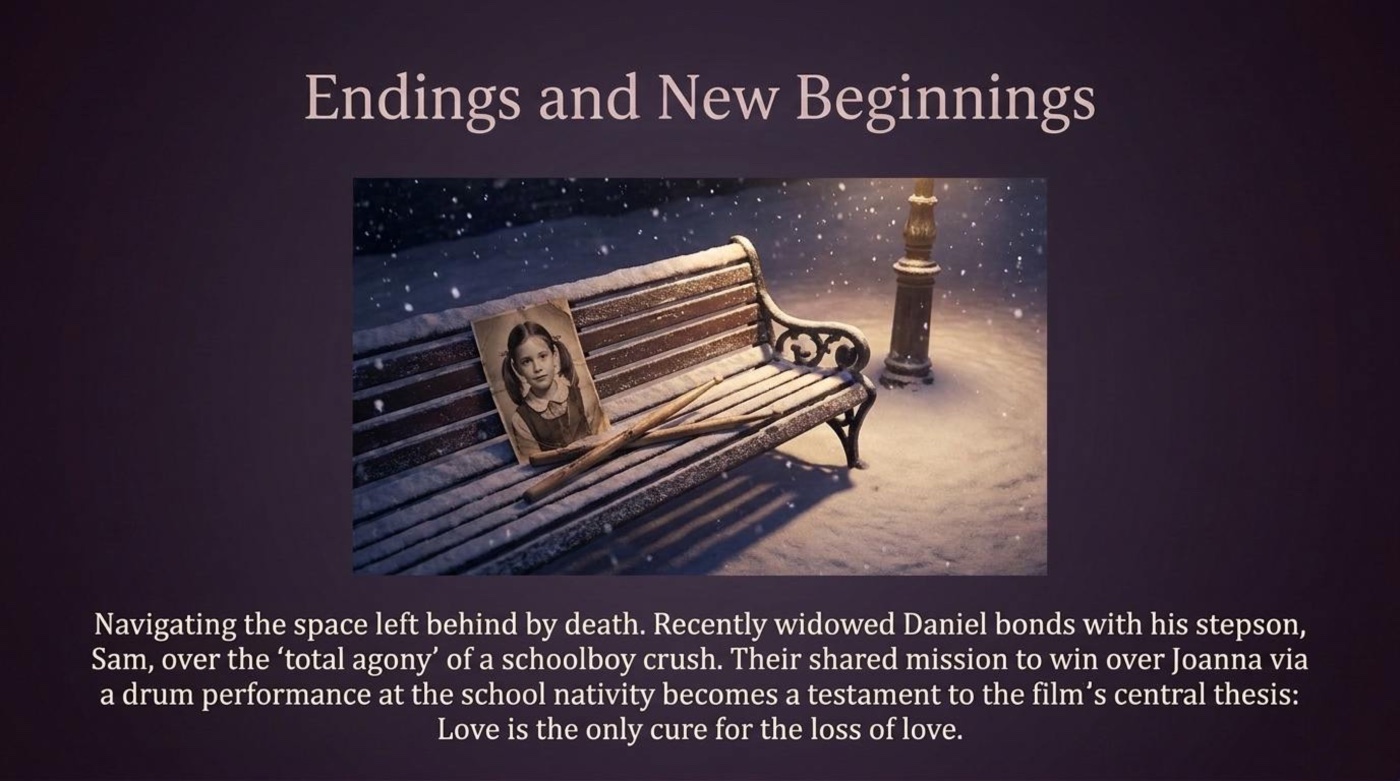 Endings and New Beginnings
Navigating the space left behind by death. Recently widowed Daniel bonds with his stepson,
Sam, over the ‘total agony’ of a schoolboy crush. Their shared mission to win over Joanna via
a drum performance at the school nativity becomes a testament to the film’s central thesis:
Love is the only cure for the loss of love.